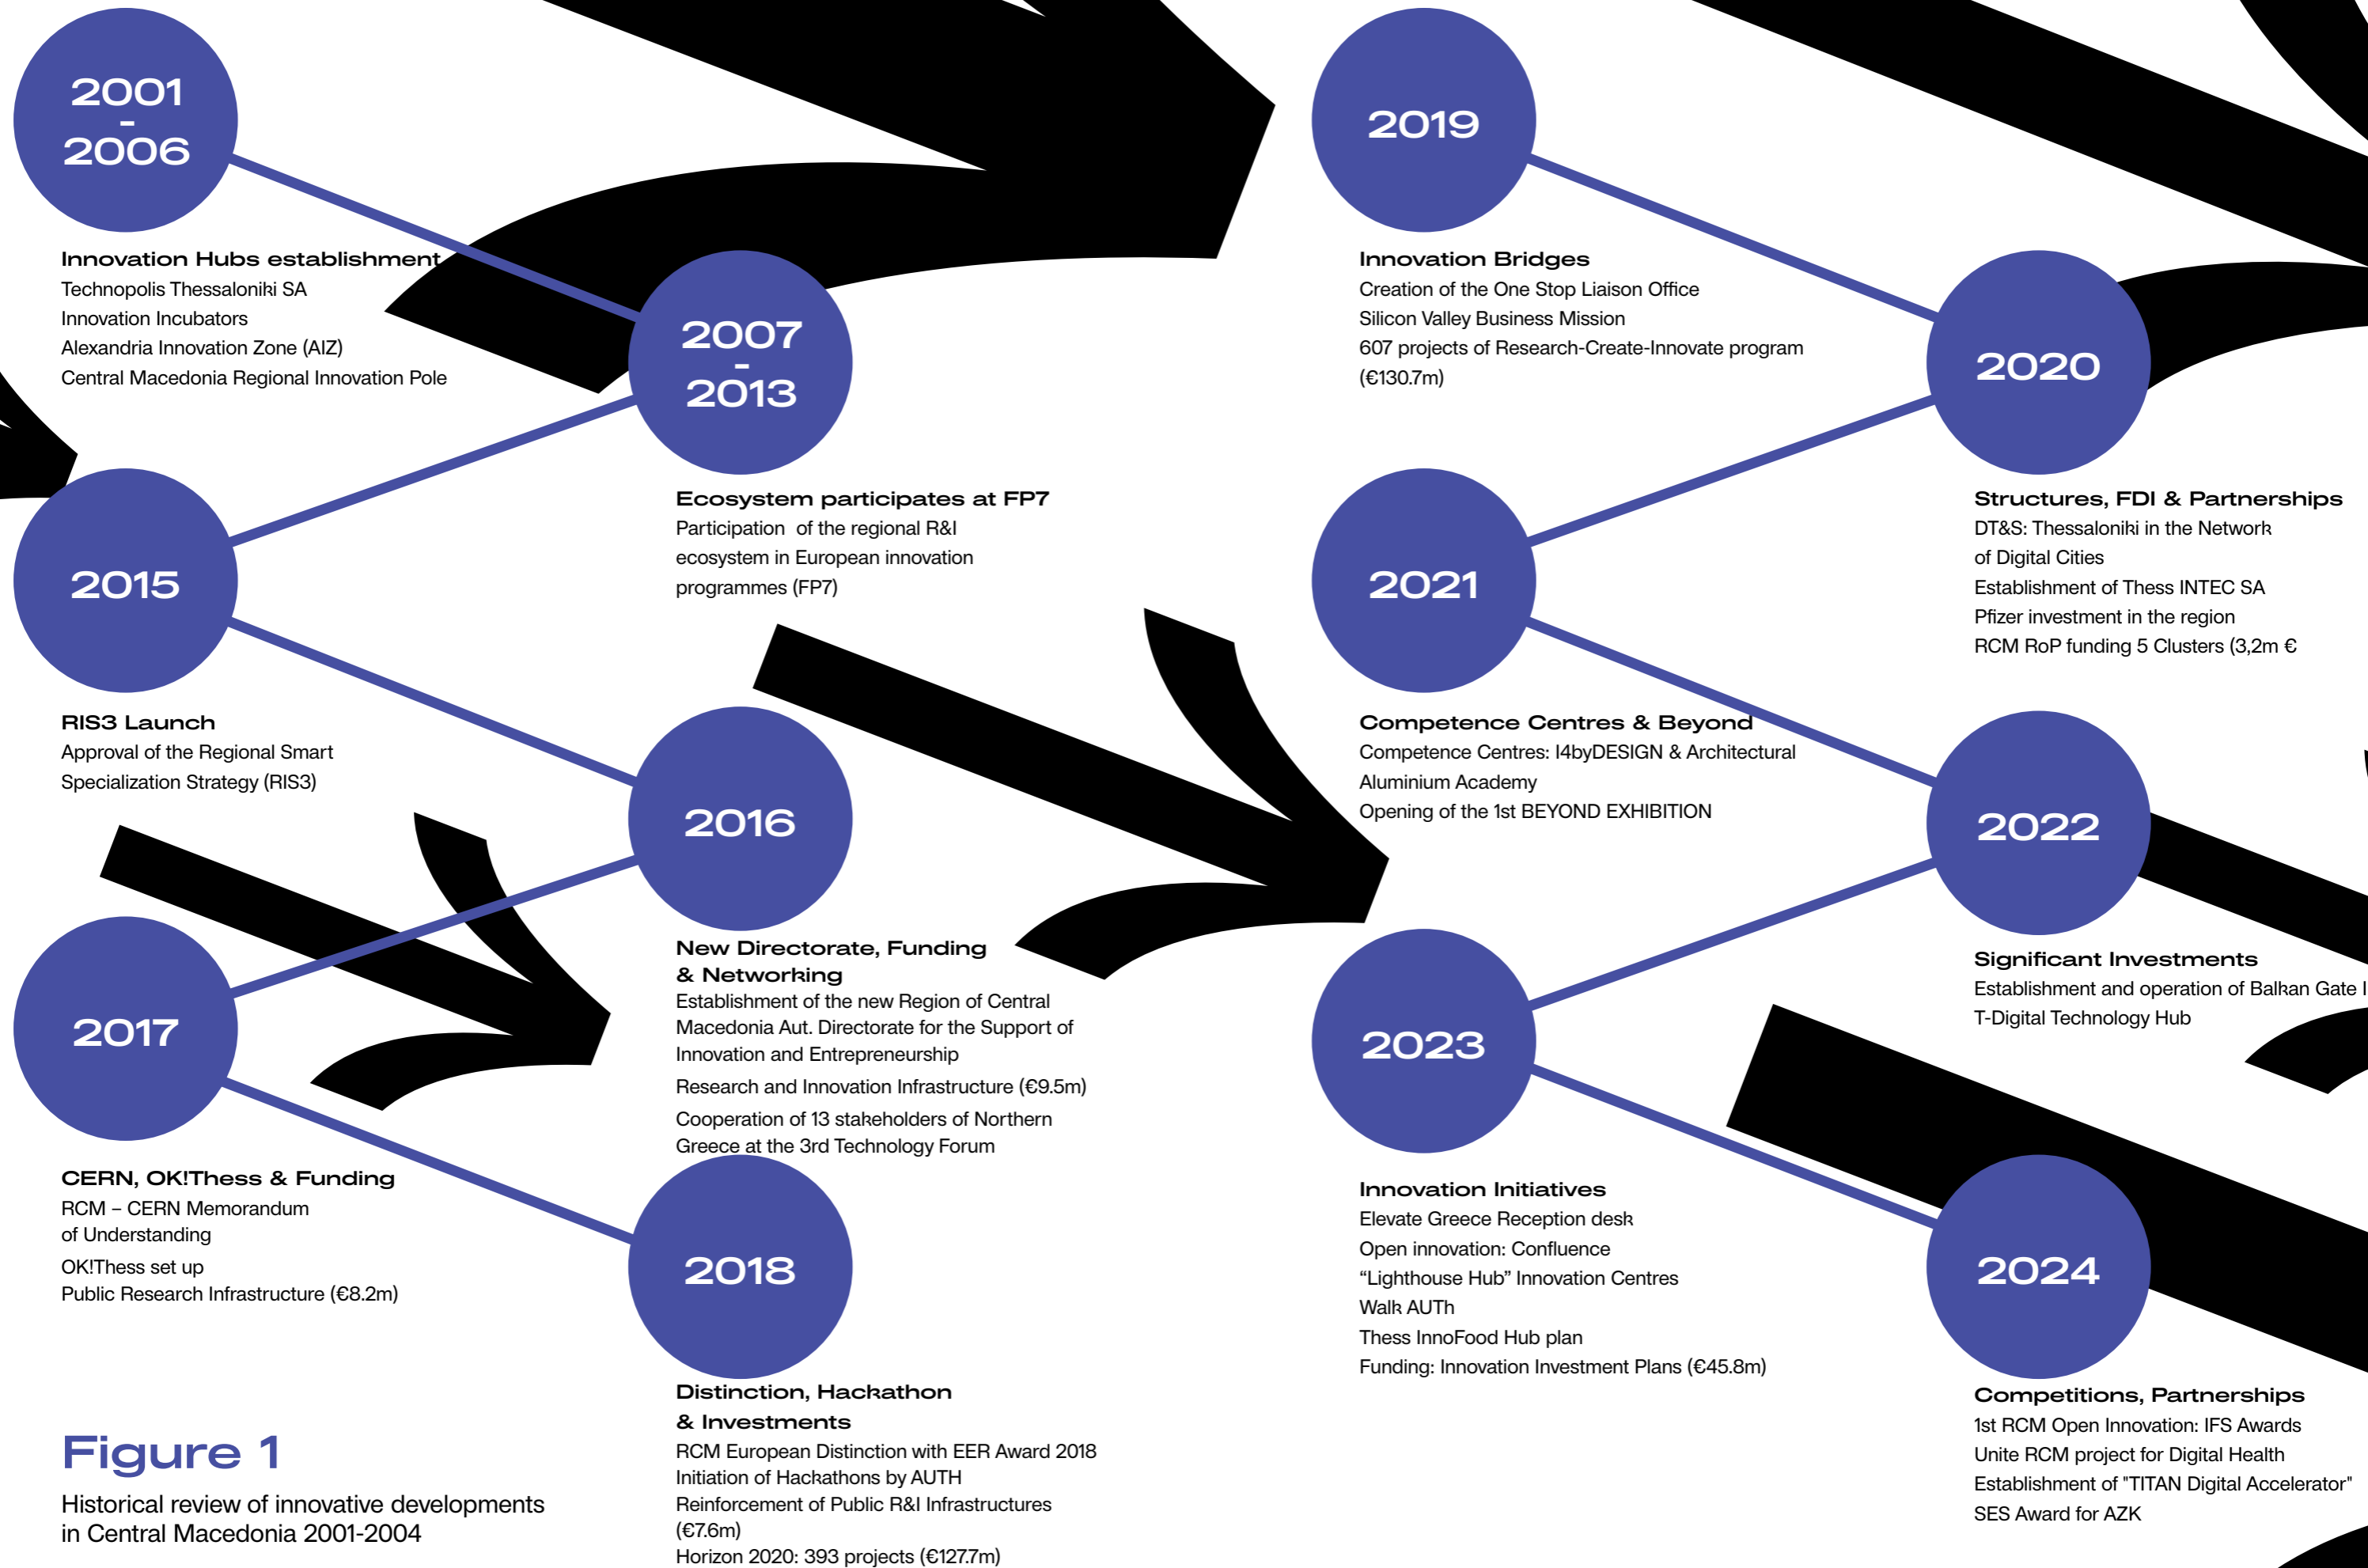 2001
-
2006
Innovation Hubs establishment
Technopolis Thessaloniki SA
Innovation Incubators
Alexandria Innovation Zone (AIZ)
Central Macedonia Regional Innovation Pole
2007
-
2013
Ecosystem participates at FP7
Participation of the regional R&I
ecosystem in European innovation
programmes (FP7)
2015
RIS3 Launch
Approval of the Regional Smart
Specialization Strategy (RIS3)
2016
New Directorate, Funding
& Networking
Establishment of the new Region of Central
Macedonia Aut. Directorate for the Support of
Innovation and Entrepreneurship
Research and Innovation Infrastructure (€9.5m)
Cooperation of 13 stakeholders of Northern
Greece at the 3rd Technology Forum
2017
CERN, OK!Thess & Funding
RCM – CERN Memorandum
of Understanding
OK!Thess set up
Public Research Infrastructure (€8.2m)
2018
Distinction, Hackathon
& Investments
RCM European Distinction with EER Award 2018
Initiation of Hackathons by AUTH
Reinforcement of Public R&I Infrastructures
(€7.6m)
Horizon 2020: 393 projects (€127.7m)
Figure 1
Historical review of innovative developments
in Central Macedonia 2001-2004
2019
Innovation Bridges
Creation of the One Stop Liaison Office
Silicon Valley Business Mission
607 projects of Research-Create-Innovate program
(€130.7m)
2020
Structures, FDI & Partnerships
DT&S: Thessaloniki in the Network
of Digital Cities
Establishment of Thess INTEC SA
Pfizer investment in the region
RCM RoP funding 5 Clusters (3,2m €
2021
Competence Centres & Beyond
Competence Centres: I4byDESIGN & Architectural
Aluminium Academy
Opening of the 1st BEYOND EXHIBITION
2022
Significant Investments
Establishment and operation of Balkan Gate I
T-Digital Technology Hub
2023
Innovation Initiatives
Elevate Greece Reception desk
Open innovation: Confluence
“Lighthouse Hub” Innovation Centres
Walk AUTh
Thess InnoFood Hub plan
Funding: Innovation Investment Plans (€45.8m)
2024
Competitions, Partnerships
1st RCM Open Innovation: IFS Awards
Unite RCM project for Digital Health
Establishment of "TITAN Digital Accelerator"
SES Award for AZK